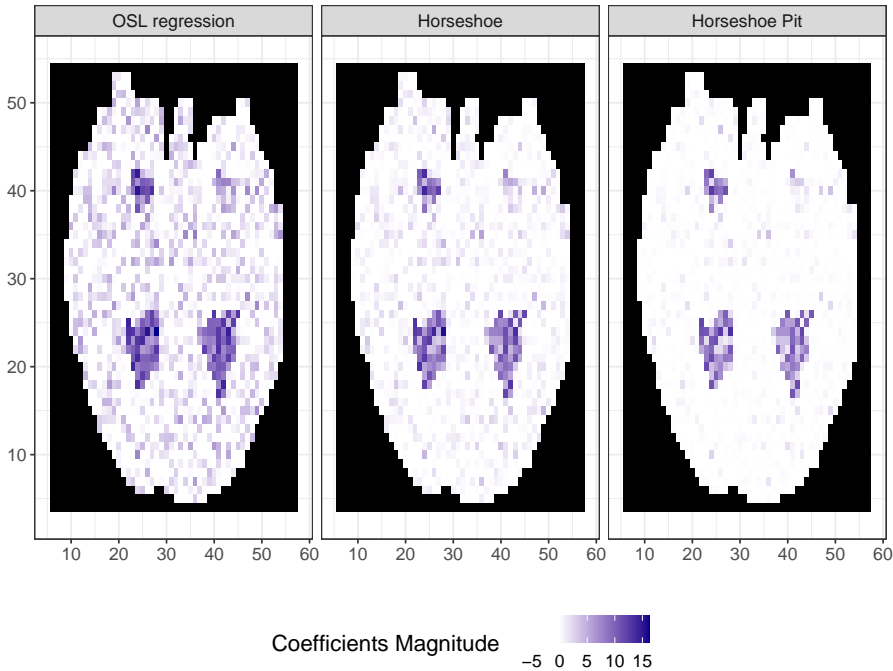 OSL regression Horseshoe Horseshoe Pit
50
40
30
20
10
10 20 30 40 50 60 10 20 30 40 50 60 10 20 30 40 50 60
Coefficients Magnitude
−5 0 5 10 15